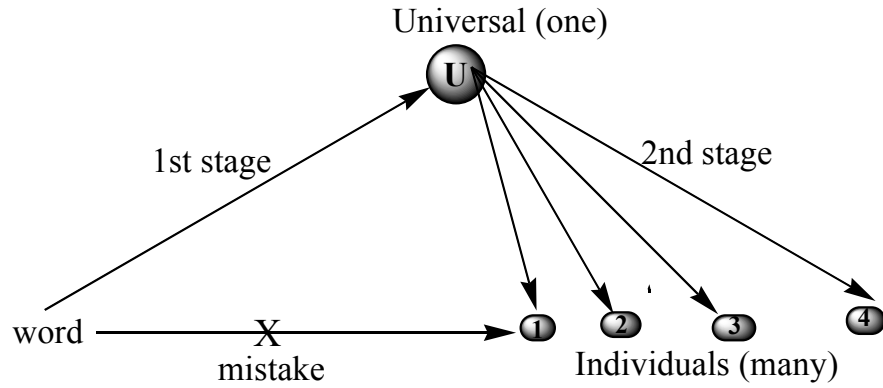 Universal (one)
U
1st stage
2nd stage
word
X
mistake
1
2
3
4
Individuals (many)